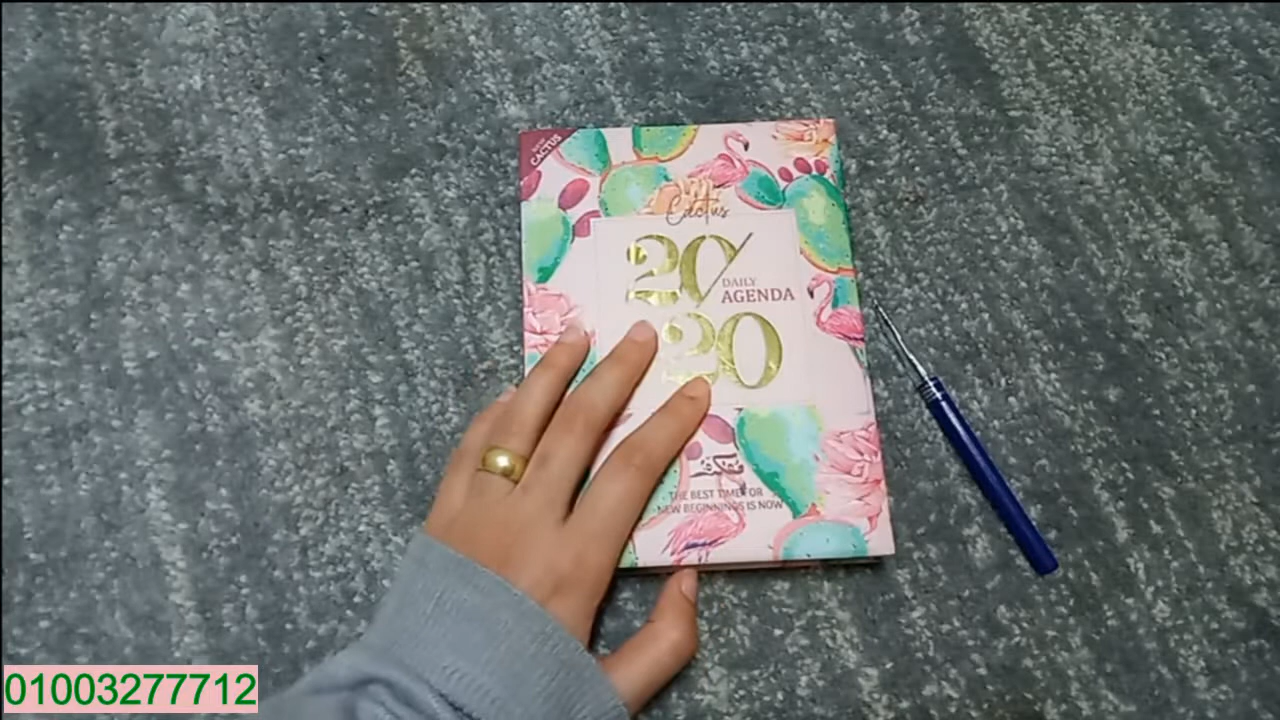 CACTUS
Cactus
20/
DAILY
AGENDA
20
THE BEST TIME FOR
NEW BEGINNINGS IS NOW
01003277712